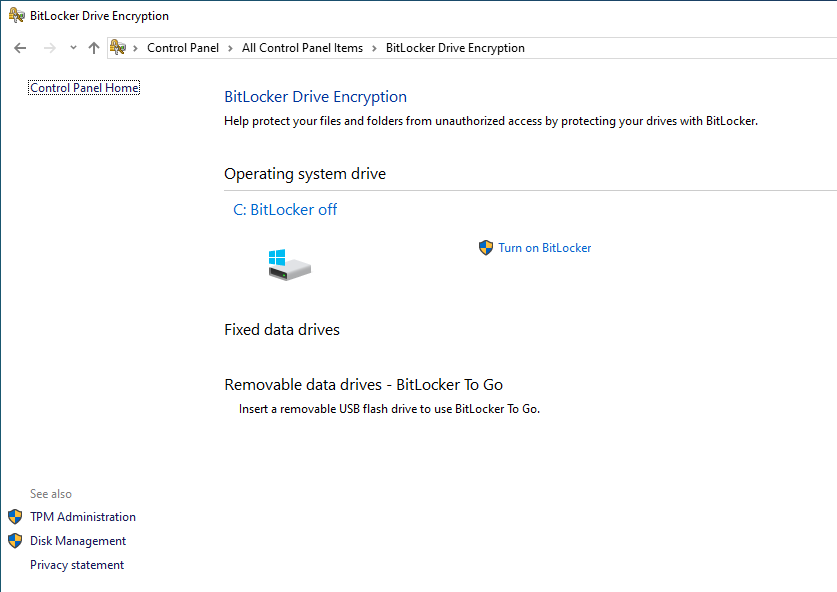 BitLocker Drive Encryption
Control Panel > All Control Panel Items > BitLocker Drive Encryption
Control Panel Home
BitLocker Drive Encryption
Help protect your files and folders from unauthorized access by protecting your drives with BitLocker.
Operating system drive
C: BitLocker off
Turn on BitLocker
Fixed data drives
Removable data drives - BitLocker To Go
Insert a removable USB flash drive to use BitLocker To Go.
See also
TPM Administration
Disk Management
Privacy statement